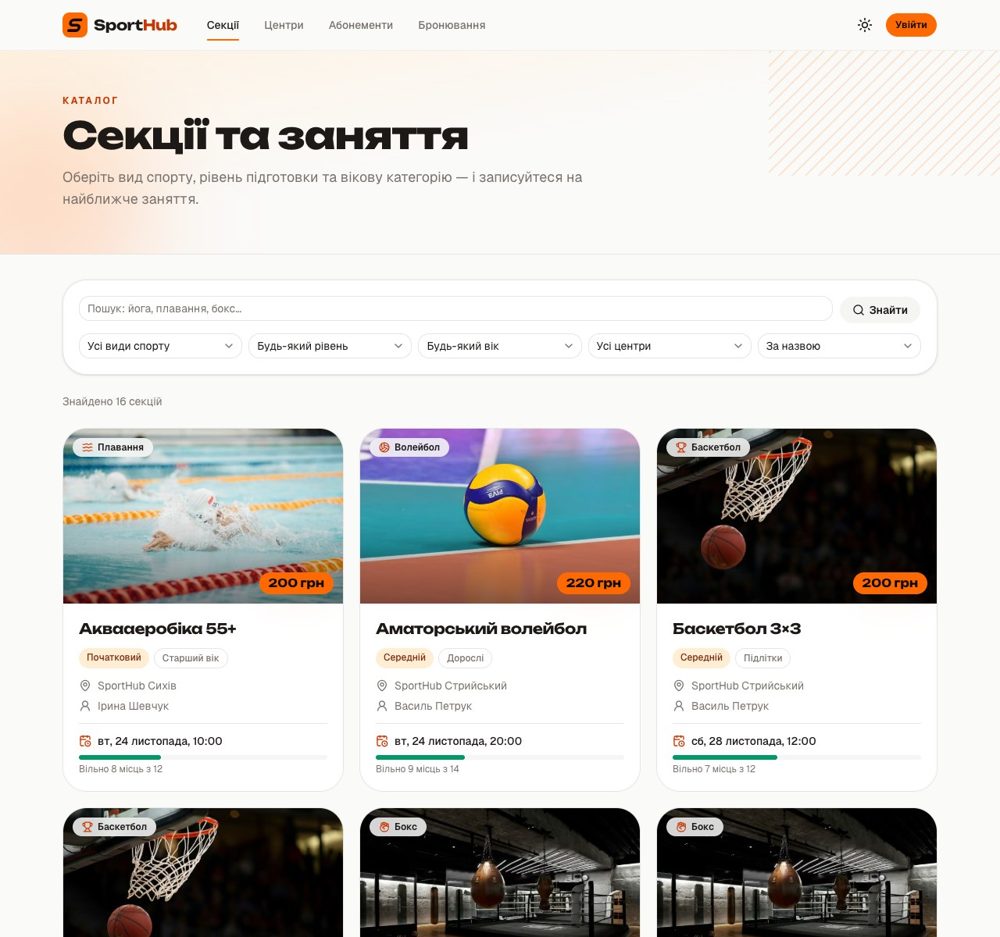 S SportHub Секції Центри Абонементи Бронювання Увійти
КАТАЛОГ
Секції та заняття
Оберіть вид спорту, рівень підготовки та вікову категорію — і записуйтеся на
найближче заняття.
Пошук: йога, плавання, бокс… Знайти
Усі види спорту Будь-який рівень Будь-який вік Усі центри За назвою
Знайдено 16 секцій
Плавання
200 грн
Аквааеробіка 55+
Початковий Старший вік
SportHub Сихів
Ірина Шевчук
вт, 24 листопада, 10:00
Вільно 8 місць з 12
Волейбол
220 грн
Аматорський волейбол
Середній Дорослі
SportHub Стрийський
Василь Петрук
вт, 24 листопада, 20:00
Вільно 9 місць з 14
Баскетбол
200 грн
Баскетбол 3×3
Середній Підлітки
SportHub Стрийський
Василь Петрук
сб, 28 листопада, 12:00
Вільно 7 місць з 12
Баскетбол
Бокс
Бокс